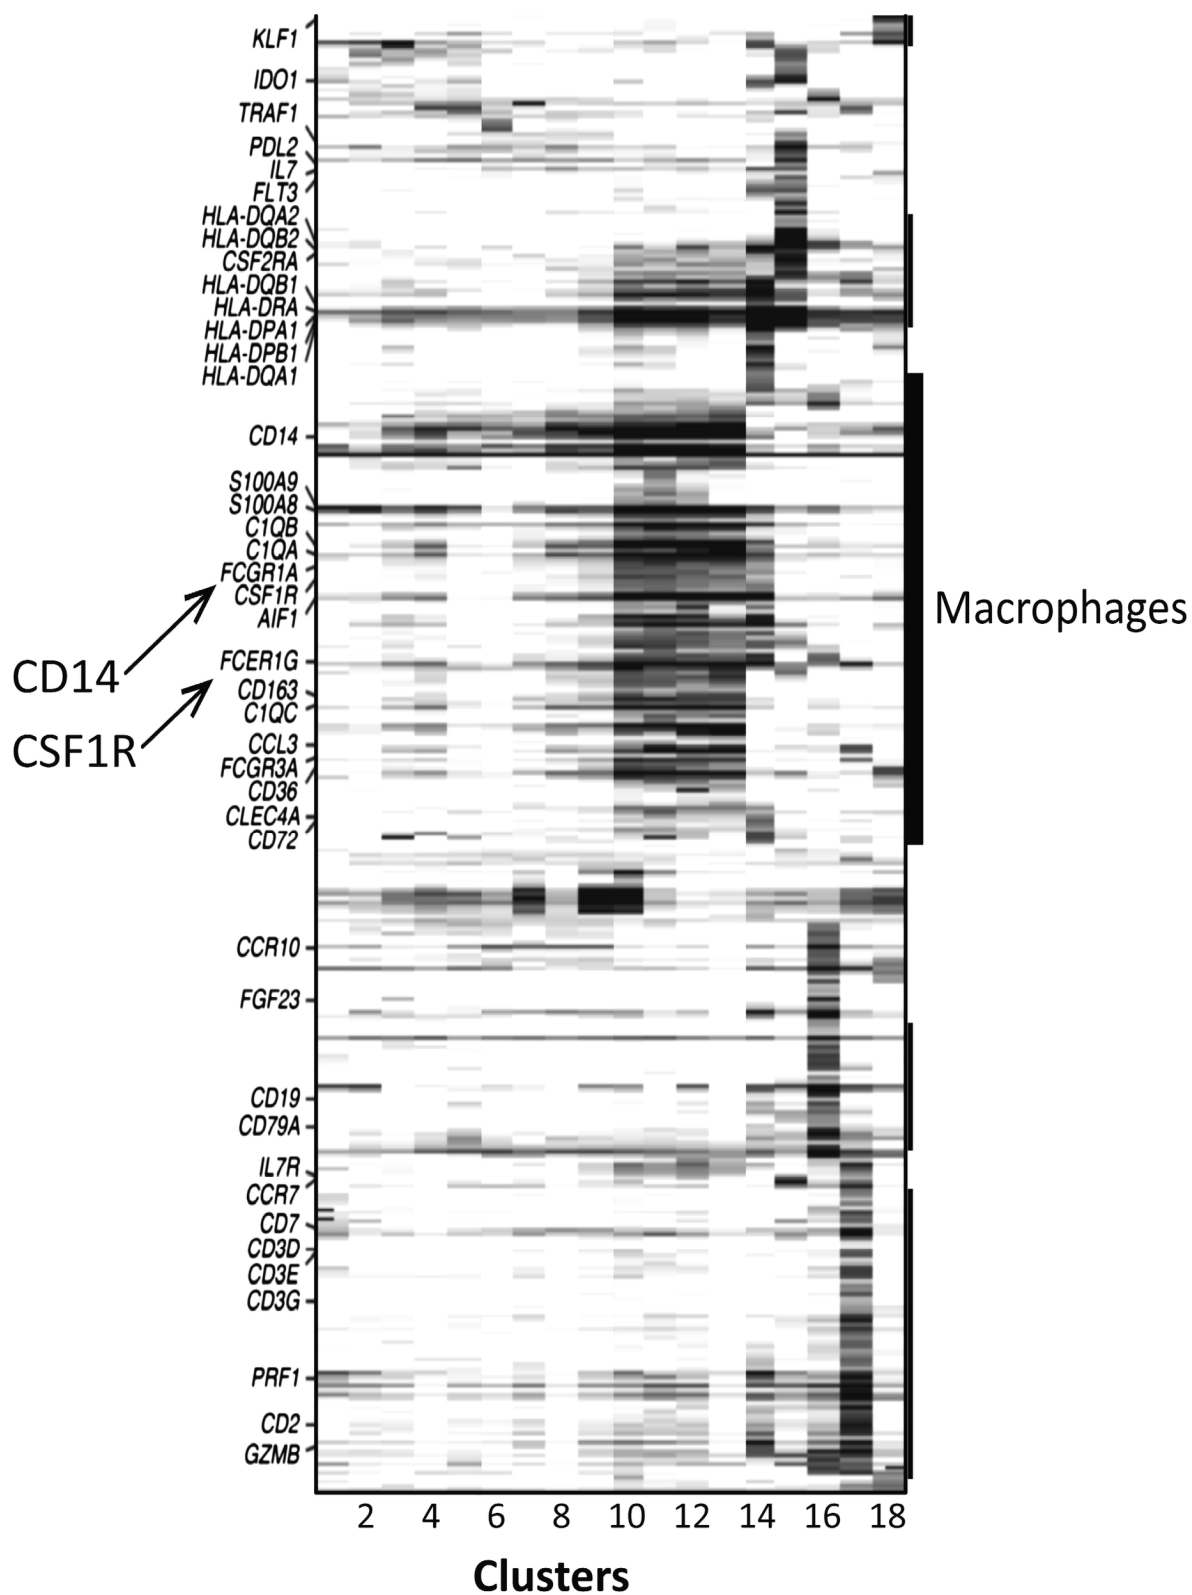 KLF1
IDO1
TRAF1
PDL2
IL7
FLT3
HLA-DQA2
HLA-DQB2
CSF2RA
HLA-DQB1
HLA-DRA
HLA-DPA1
HLA-DPB1
HLA-DQA1
CD14
S100A9
S100A8
C1QB
C1QA
FCGR1A
CSF1R
AIF1
FCER1G
CD163
C1QC
CCL3
FCGR3A
CD36
CLEC4A
CD72
CCR10
FGF23
CD19
CD79A
IL7R
CCR7
CD7
CD3D
CD3E
CD3G
PRF1
CD2
GZMB
CD14
CSF1R
Macrophages
2 4 6 8 10 12 14 16 18
Clusters